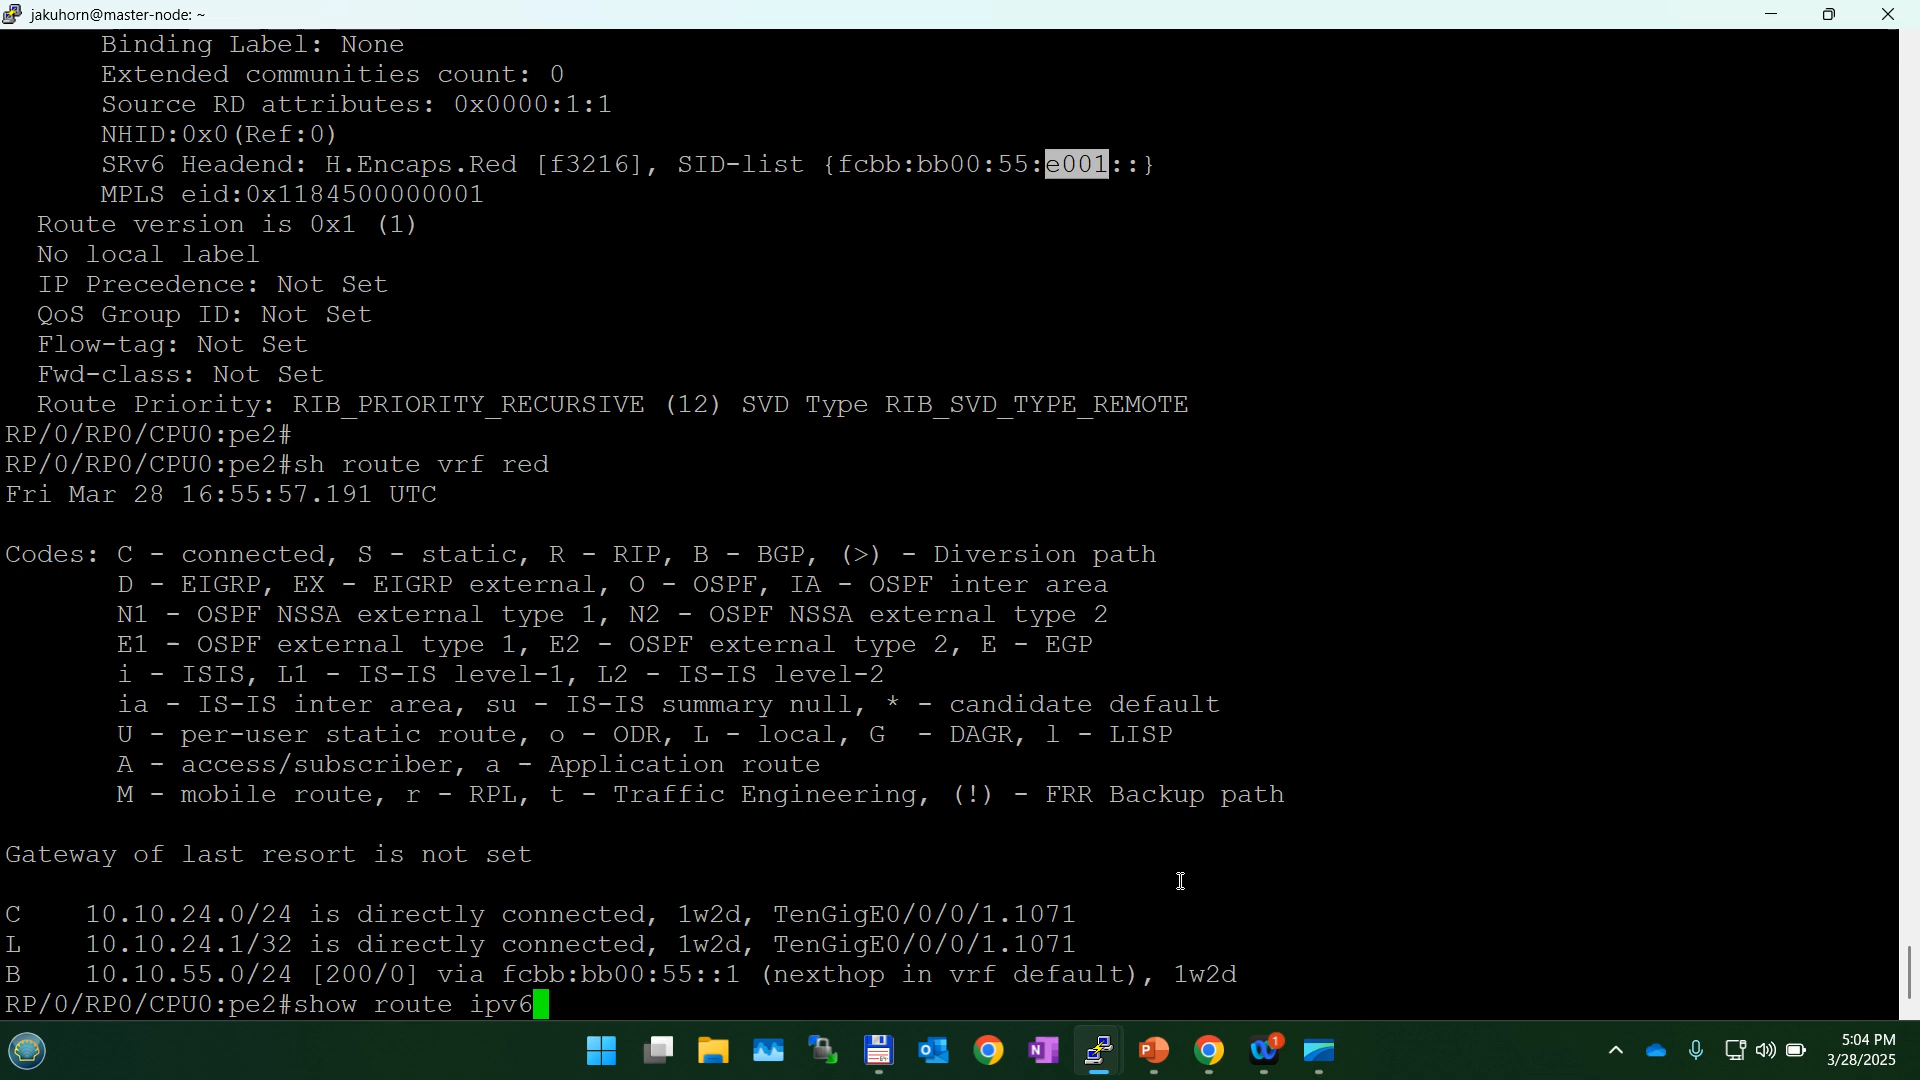 jakuhorn@master-node: ~
Binding Label: None
Extended communities count: 0
Source RD attributes: 0x0000:1:1
NHID:0x0(Ref:0)
SRv6 Headend: H.Encaps.Red [f3216], SID-list {fcbb:bb00:55:e001::}
MPLS eid:0x1184500000001
Route version is 0x1 (1)
No local label
IP Precedence: Not Set
QoS Group ID: Not Set
Flow-tag: Not Set
Fwd-class: Not Set
Route Priority: RIB_PRIORITY_RECURSIVE (12) SVD Type RIB_SVD_TYPE_REMOTE
RP/0/RP0/CPU0:pe2#
RP/0/RP0/CPU0:pe2#sh route vrf red
Fri Mar 28 16:55:57.191 UTC
Codes: C - connected, S - static, R - RIP, B - BGP, (>) - Diversion path
D - EIGRP, EX - EIGRP external, O - OSPF, IA - OSPF inter area
N1 - OSPF NSSA external type 1, N2 - OSPF NSSA external type 2
E1 - OSPF external type 1, E2 - OSPF external type 2, E - EGP
i - ISIS, L1 - IS-IS level-1, L2 - IS-IS level-2
ia - IS-IS inter area, su - IS-IS summary null, * - candidate default
U - per-user static route, o - ODR, L - local, G  - DAGR, l - LISP
A - access/subscriber, a - Application route
M - mobile route, r - RPL, t - Traffic Engineering, (!) - FRR Backup path
Gateway of last resort is not set
C    10.10.24.0/24 is directly connected, 1w2d, TenGigE0/0/0/1.1071
L    10.10.24.1/32 is directly connected, 1w2d, TenGigE0/0/0/1.1071
B    10.10.55.0/24 [200/0] via fcbb:bb00:55::1 (nexthop in vrf default), 1w2d
RP/0/RP0/CPU0:pe2#show route ipv6
5:04 PM
3/28/2025